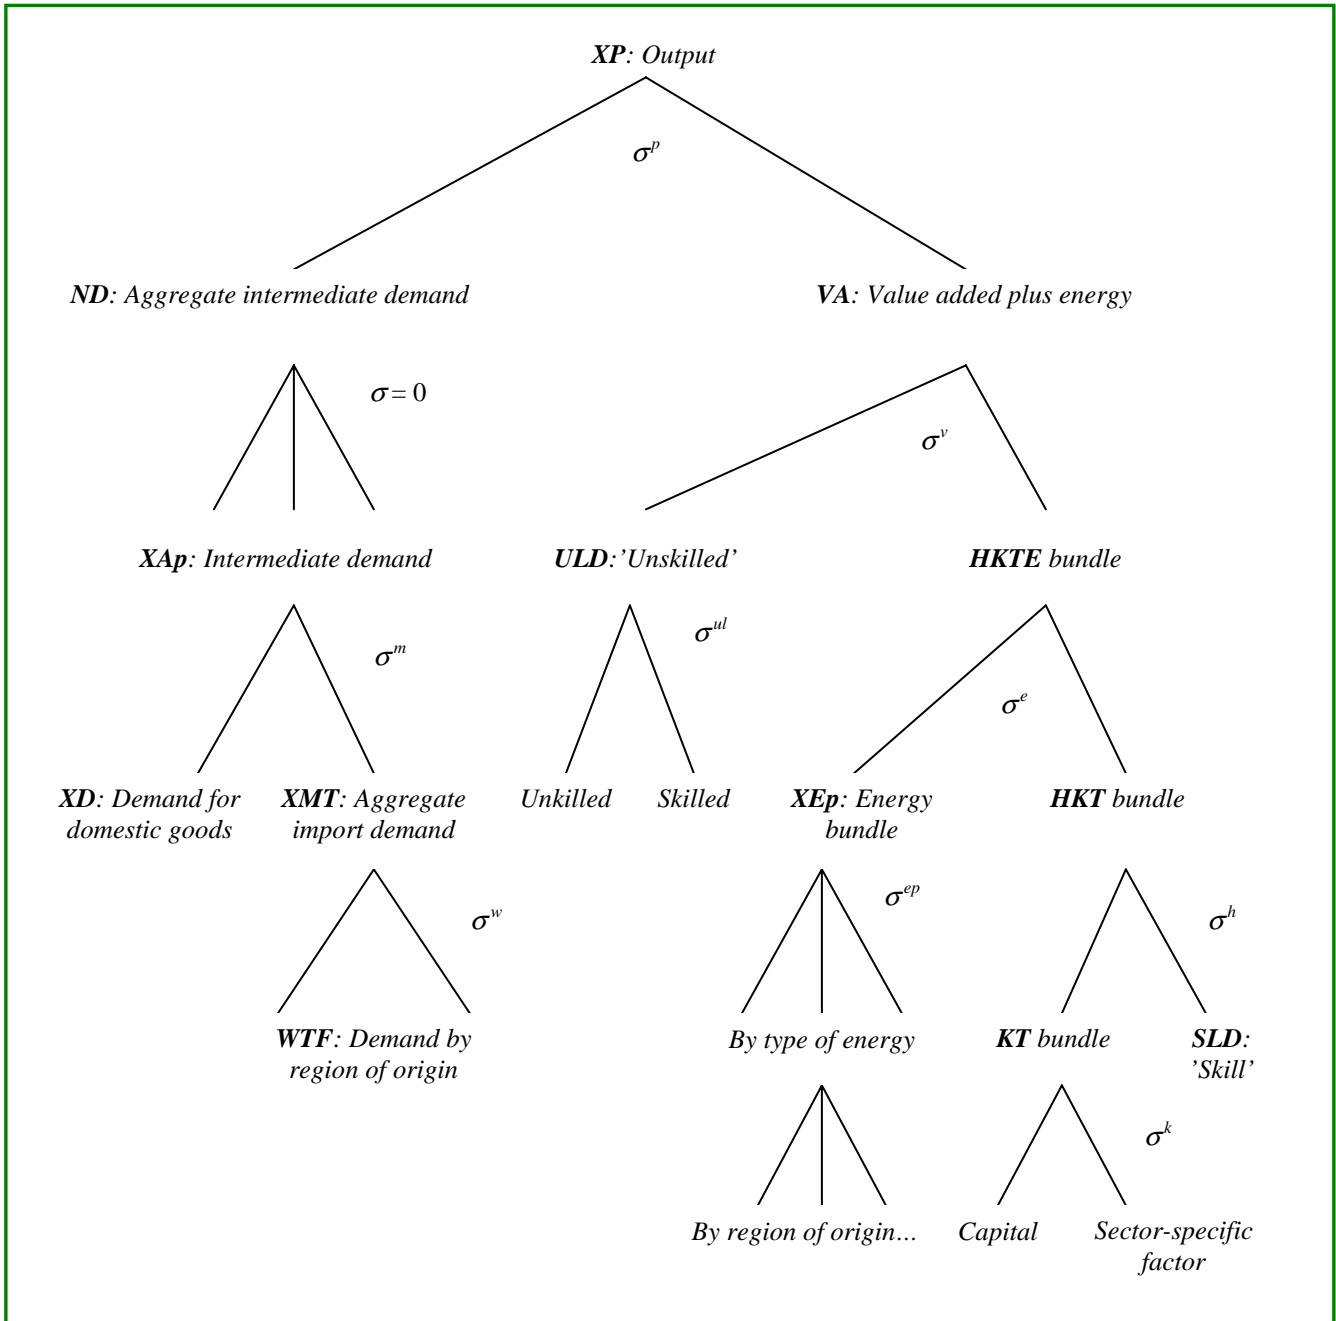 XP: Output
σ^p
ND: Aggregate intermediate demand
VA: Value added plus energy
σ = 0
σ^v
XAp: Intermediate demand
ULD:’Unskilled’
HKTE bundle
σ^m
σ^ul
σ^e
XD: Demand for
domestic goods
XMT: Aggregate
import demand
Unkilled
Skilled
XEp: Energy
bundle
HKT bundle
σ^w
σ^ep
σ^h
WTF: Demand by
region of origin
By type of energy
KT bundle
SLD:
’Skill’
σ^k
By region of origin...
Capital
Sector-specific
factor